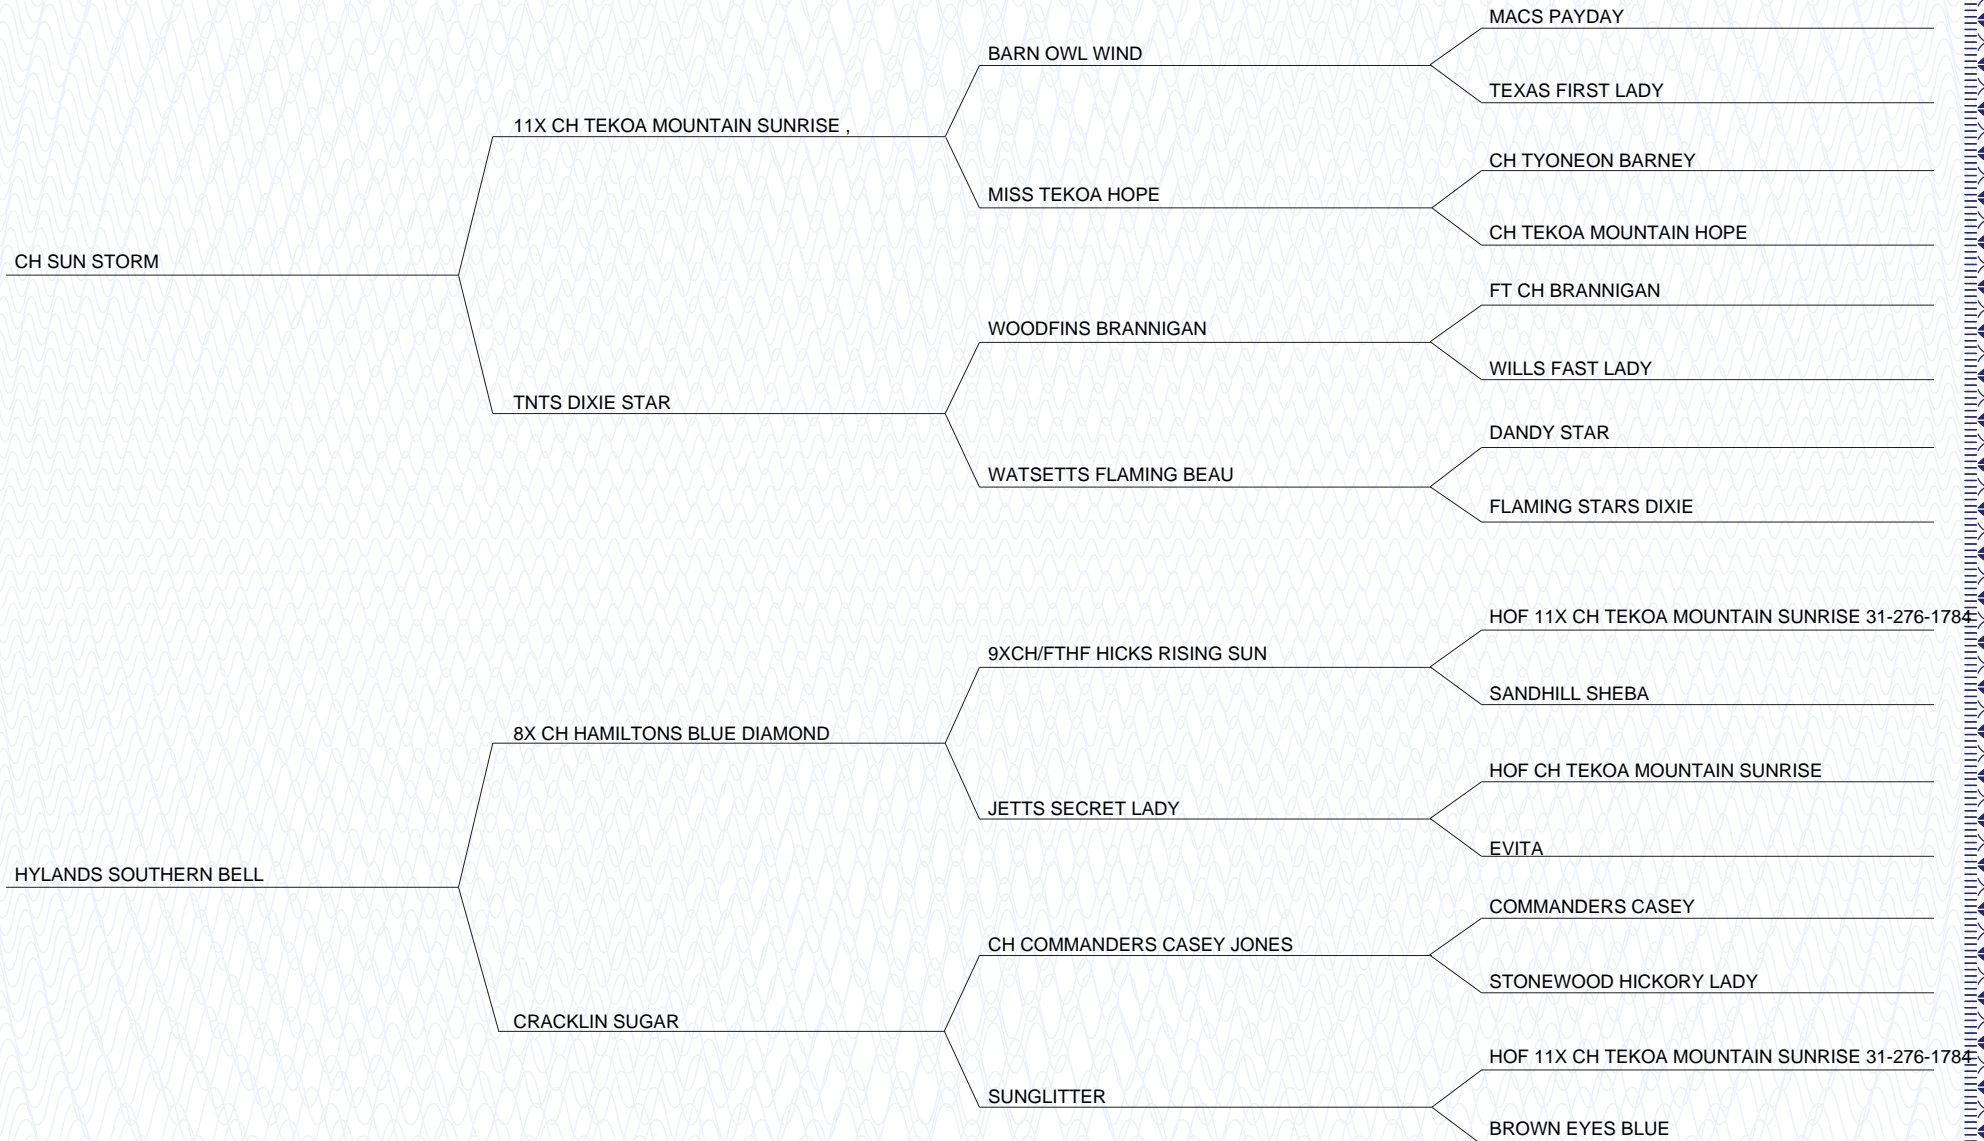 MACS PAYDAY
BARN OWL WIND
TEXAS FIRST LADY
11X CH TEKOA MOUNTAIN SUNRISE ,
CH TYONEON BARNEY
MISS TEKOA HOPE
CH TEKOA MOUNTAIN HOPE
CH SUN STORM
FT CH BRANNIGAN
WOODFINS BRANNIGAN
WILLS FAST LADY
TNTS DIXIE STAR
DANDY STAR
WATSETTS FLAMING BEAU
FLAMING STARS DIXIE
HOF 11X CH TEKOA MOUNTAIN SUNRISE 31-276-1784
9XCH/FTHF HICKS RISING SUN
SANDHILL SHEBA
8X CH HAMILTONS BLUE DIAMOND
HOF CH TEKOA MOUNTAIN SUNRISE
JETTS SECRET LADY
EVITA
HYLANDS SOUTHERN BELL
COMMANDERS CASEY
CH COMMANDERS CASEY JONES
STONEWOOD HICKORY LADY
CRACKLIN SUGAR
HOF 11X CH TEKOA MOUNTAIN SUNRISE 31-276-1784
SUNGLITTER
BROWN EYES BLUE